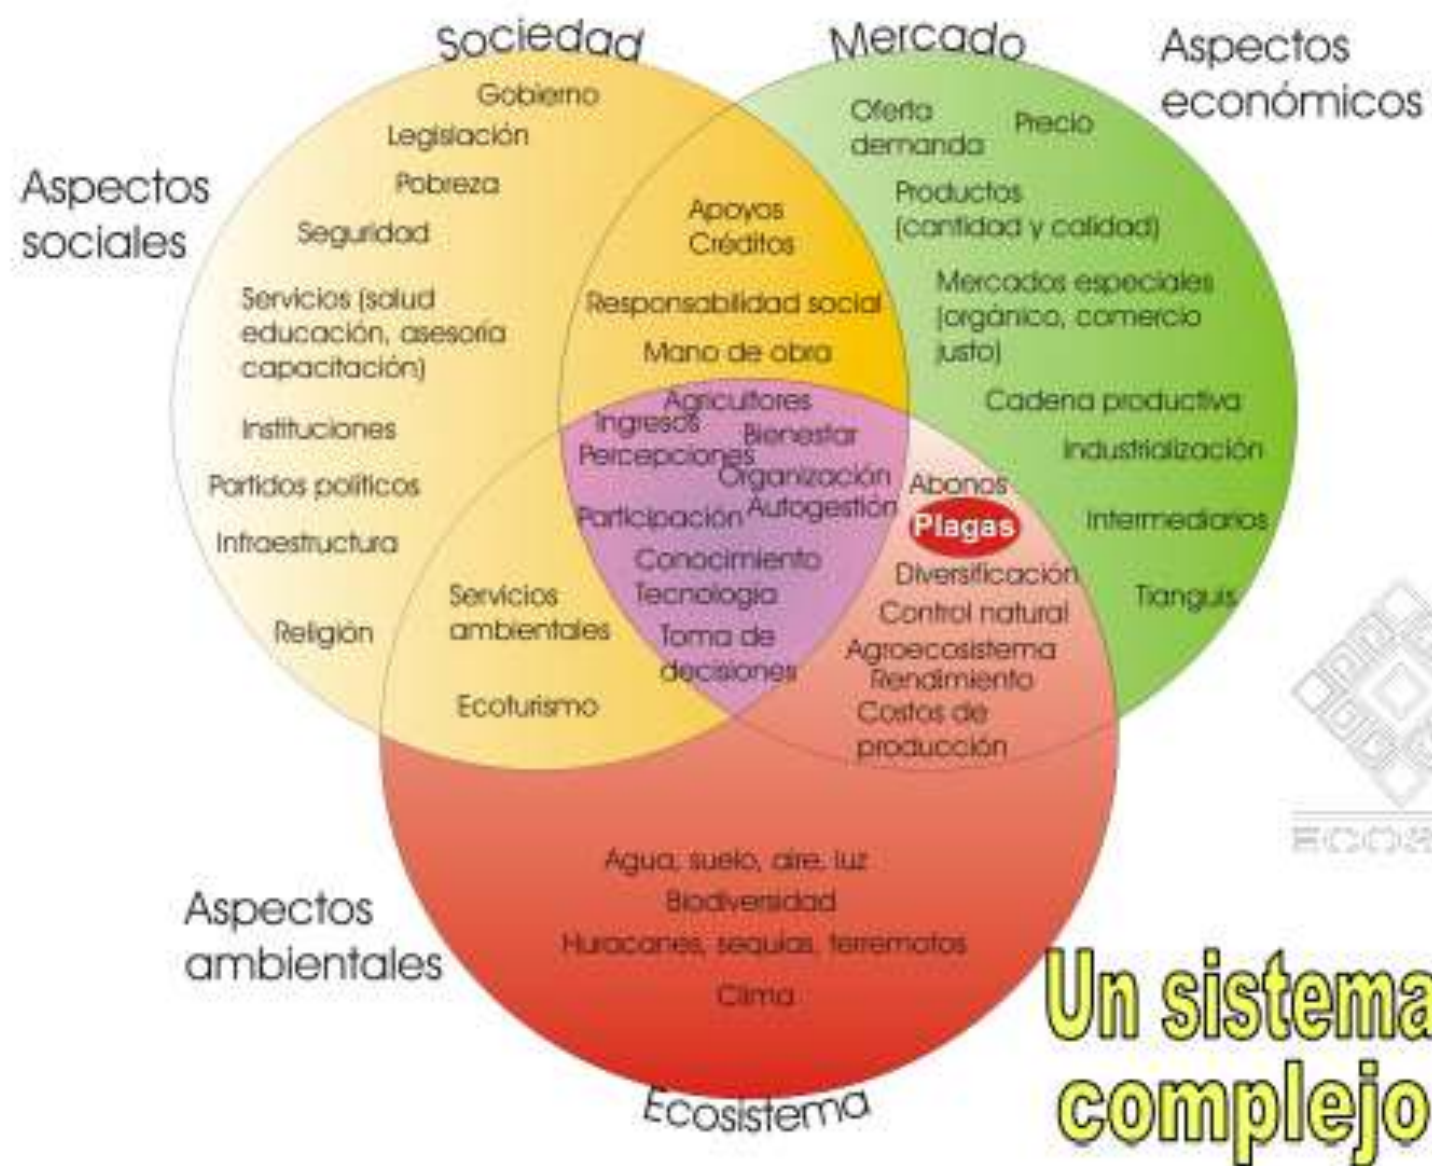 Sociedad
Mercado
Aspectos
económicos
Aspectos
sociales
Gobierno
Legislación
Pobreza
Seguridad
Servicios (salud
educación, asesoría
capacitación)
Instituciones
Partidos políticos
Infraestructura
Religión
Apoyos
Créditos
Responsabilidad social
Mano de obra
Oferta
demanda
Precio
Productos
(cantidad y calidad)
Mercados especiales
(orgánico, comercio
justo)
Cadena productiva
Industrialización
Intermediarios
Tianguis
Agricultores
Ingresos
Bienestar
Percepciones
Organización
Participación
Autogestión
Conocimiento
Tecnología
Toma de
decisiones
Abonos
Plagas
Diversificación
Control natural
Agroecosistema
Rendimiento
Costos de
producción
Servicios
ambientales
Ecoturismo
Agua, suelo, aire, luz
Biodiversidad
Huracanes, sequías, terremotos
Clima
Aspectos
ambientales
Ecosistema
Un sistema
complejo